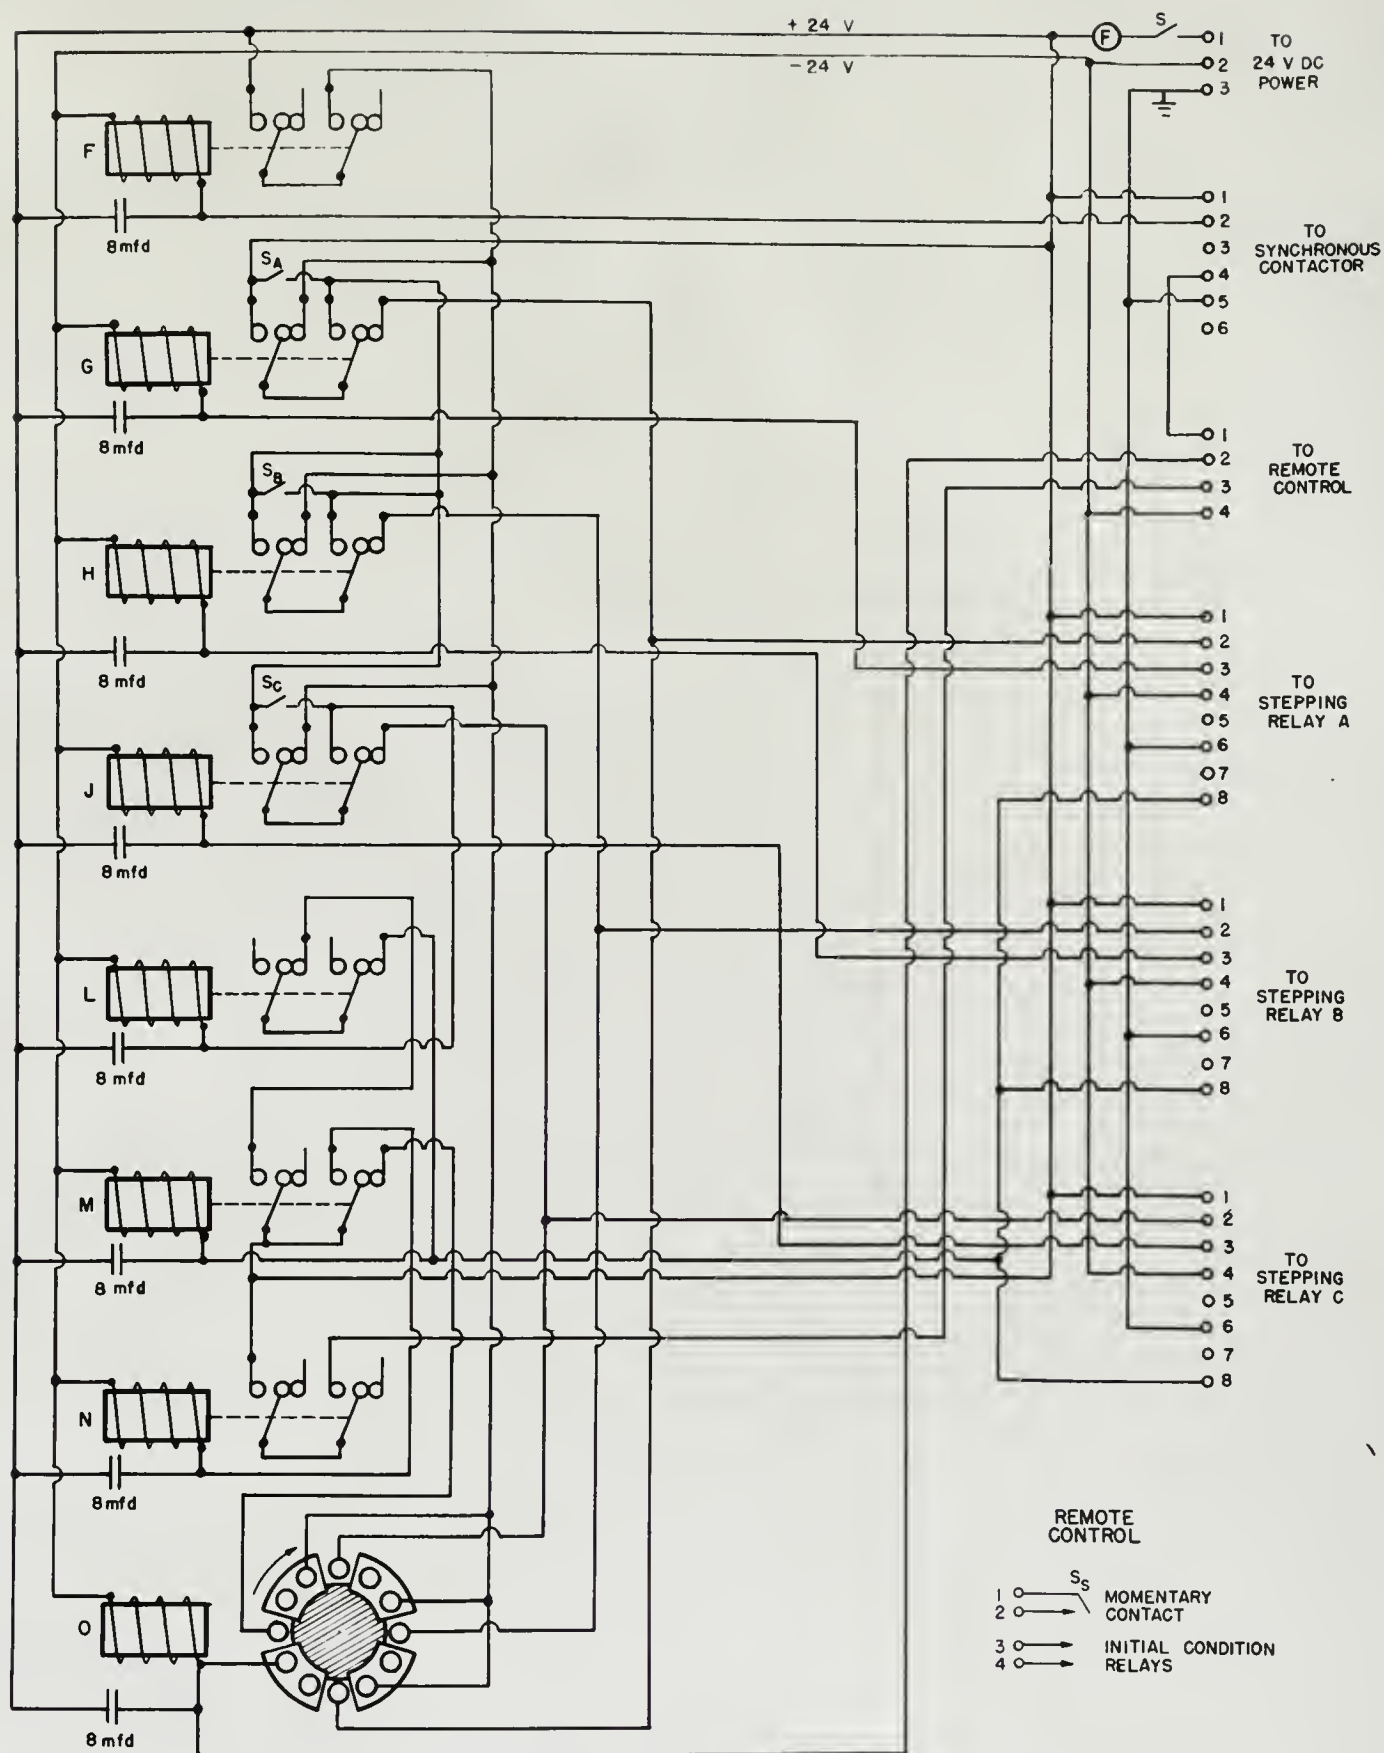 + 24 V
- 24 V
F
S
1
2
3
TO
24 V DC
POWER
F
8 mfd
1
2
3
4
5
6
TO
SYNCHRONOUS
CONTACTOR
SA
G
8 mfd
1
2
3
4
TO
REMOTE
CONTROL
SB
H
8 mfd
1
2
3
4
5
6
7
8
TO
STEPPING
RELAY A
SC
J
8 mfd
1
2
3
4
5
6
7
8
TO
STEPPING
RELAY B
L
8 mfd
M
8 mfd
1
2
3
4
5
6
7
8
TO
STEPPING
RELAY C
N
8 mfd
O
8 mfd
REMOTE
CONTROL
SS
1
2
MOMENTARY
CONTACT
3
4
INITIAL CONDITION
RELAYS